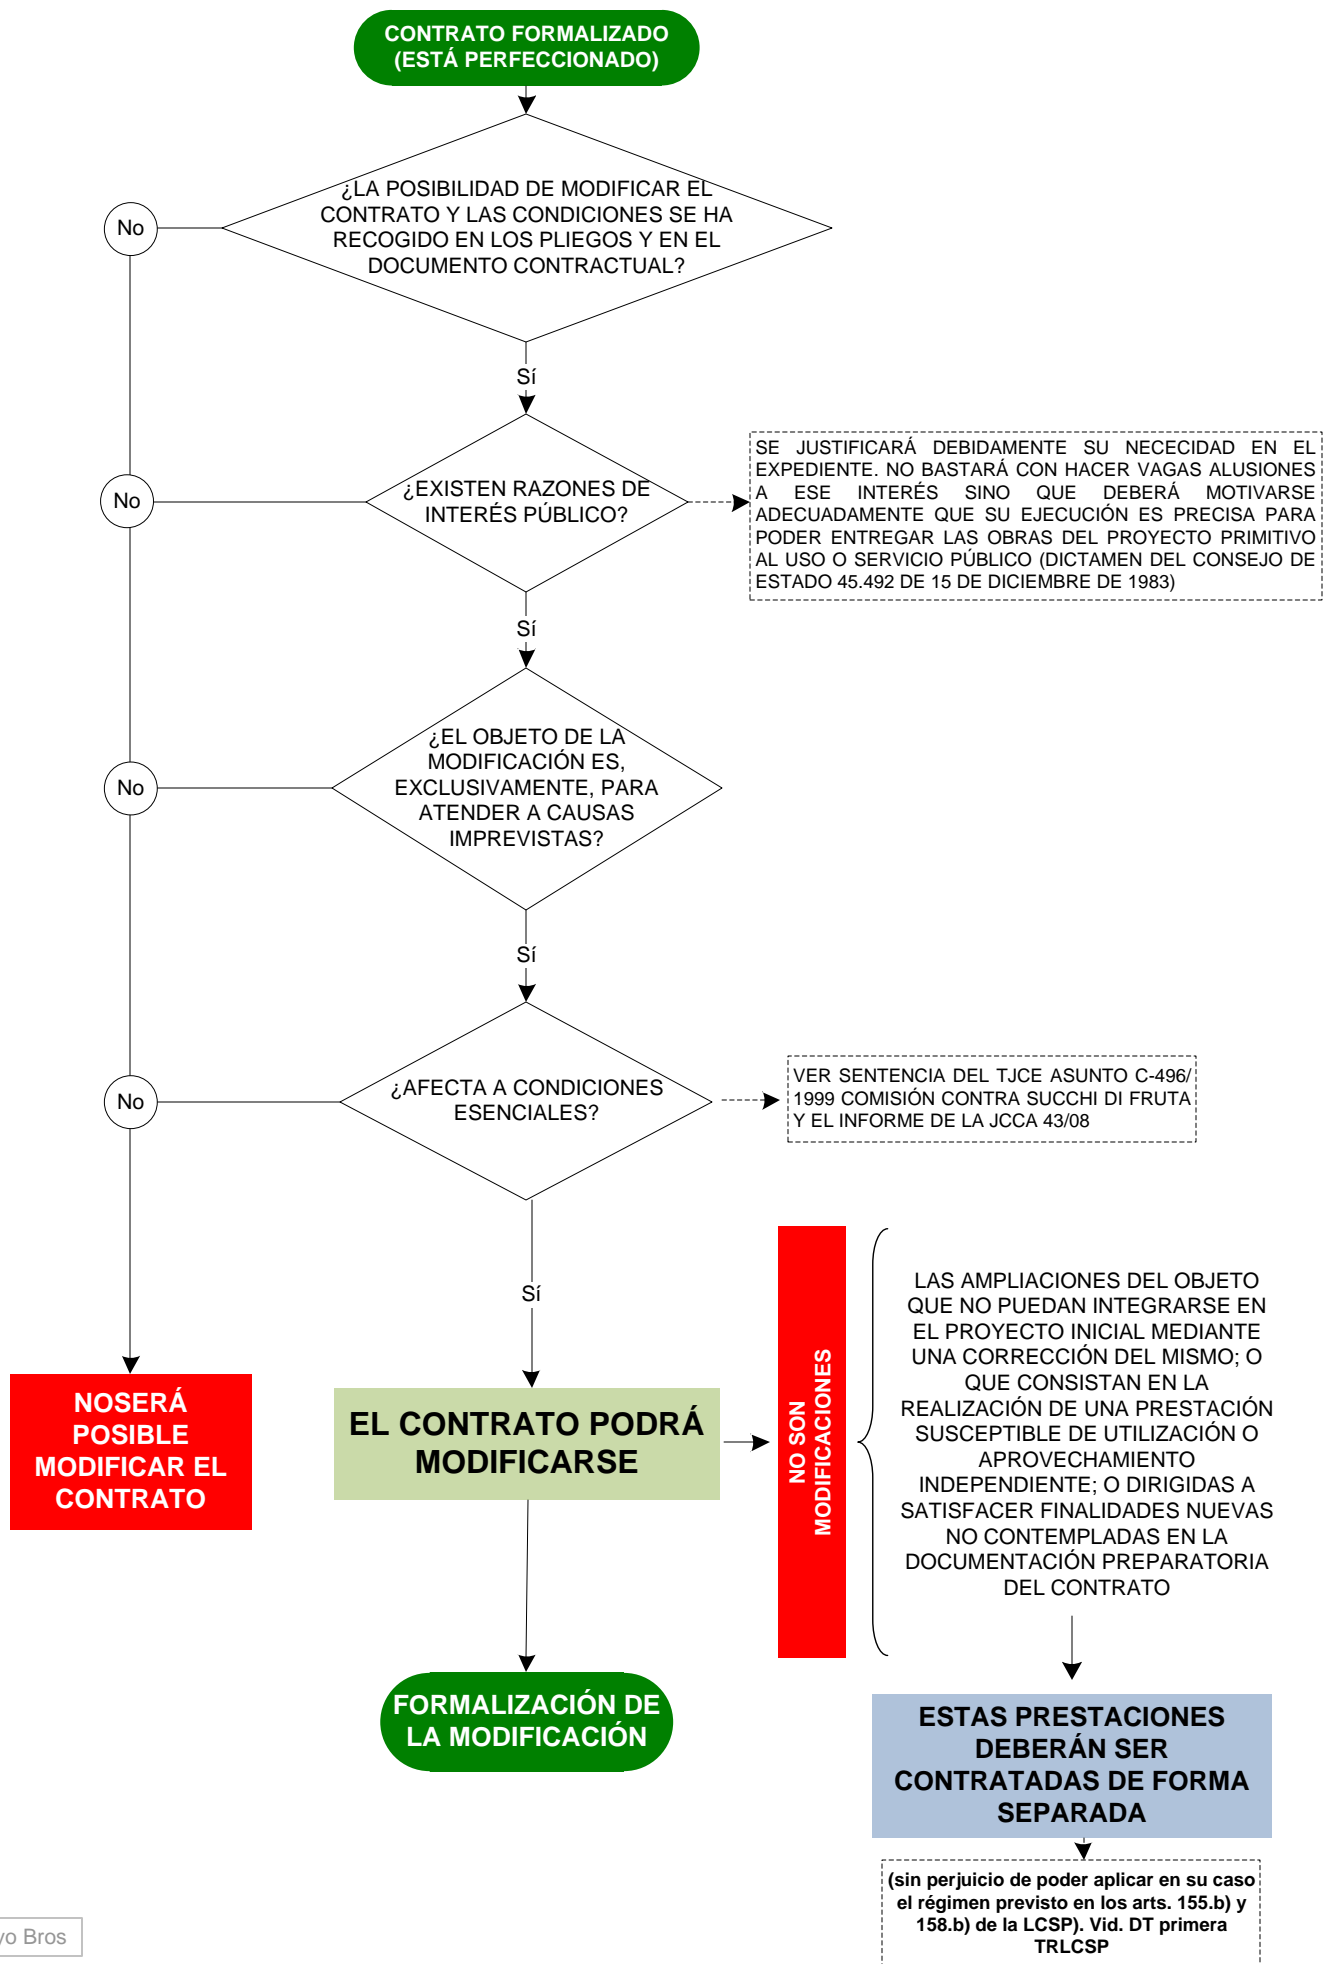 CONTRATO FORMALIZADO
(ESTÁ PERFECCIONADO)
¿LA POSIBILIDAD DE MODIFICAR EL
CONTRATO Y LAS CONDICIONES SE HA
RECOGIDO EN LOS PLIEGOS Y EN EL
DOCUMENTO CONTRACTUAL?
No
Sí
¿EXISTEN RAZONES DE
INTERÉS PÚBLICO?
No
SE JUSTIFICARÁ DEBIDAMENTE SU NECECIDAD EN EL
EXPEDIENTE. NO BASTARÁ CON HACER VAGAS ALUSIONES
A ESE INTERÉS SINO QUE DEBERÁ MOTIVARSE
ADECUADAMENTE QUE SU EJECUCIÓN ES PRECISA PARA
PODER ENTREGAR LAS OBRAS DEL PROYECTO PRIMITIVO
AL USO O SERVICIO PÚBLICO (DICTAMEN DEL CONSEJO DE
ESTADO 45.492 DE 15 DE DICIEMBRE DE 1983)
Sí
¿EL OBJETO DE LA
MODIFICACIÓN ES,
EXCLUSIVAMENTE, PARA
ATENDER A CAUSAS
IMPREVISTAS?
No
Sí
¿AFECTA A CONDICIONES
ESENCIALES?
No
VER SENTENCIA DEL TJCE ASUNTO C-496/
1999 COMISIÓN CONTRA SUCCHI DI FRUTA
Y EL INFORME DE LA JCCA 43/08
Sí
NOSERÁ
POSIBLE
MODIFICAR EL
CONTRATO
EL CONTRATO PODRÁ
MODIFICARSE
NO SON
MODIFICACIONES
LAS AMPLIACIONES DEL OBJETO
QUE NO PUEDAN INTEGRARSE EN
EL PROYECTO INICIAL MEDIANTE
UNA CORRECCIÓN DEL MISMO; O
QUE CONSISTAN EN LA
REALIZACIÓN DE UNA PRESTACIÓN
SUSCEPTIBLE DE UTILIZACIÓN O
APROVECHAMIENTO
INDEPENDIENTE; O DIRIGIDAS A
SATISFACER FINALIDADES NUEVAS
NO CONTEMPLADAS EN LA
DOCUMENTACIÓN PREPARATORIA
DEL CONTRATO
FORMALIZACIÓN DE
LA MODIFICACIÓN
ESTAS PRESTACIONES
DEBERÁN SER
CONTRATADAS DE FORMA
SEPARADA
(sin perjuicio de poder aplicar en su caso
el régimen previsto en los arts. 155.b) y
158.b) de la LCSP). Vid. DT primera
TRLCSP
yo Bros